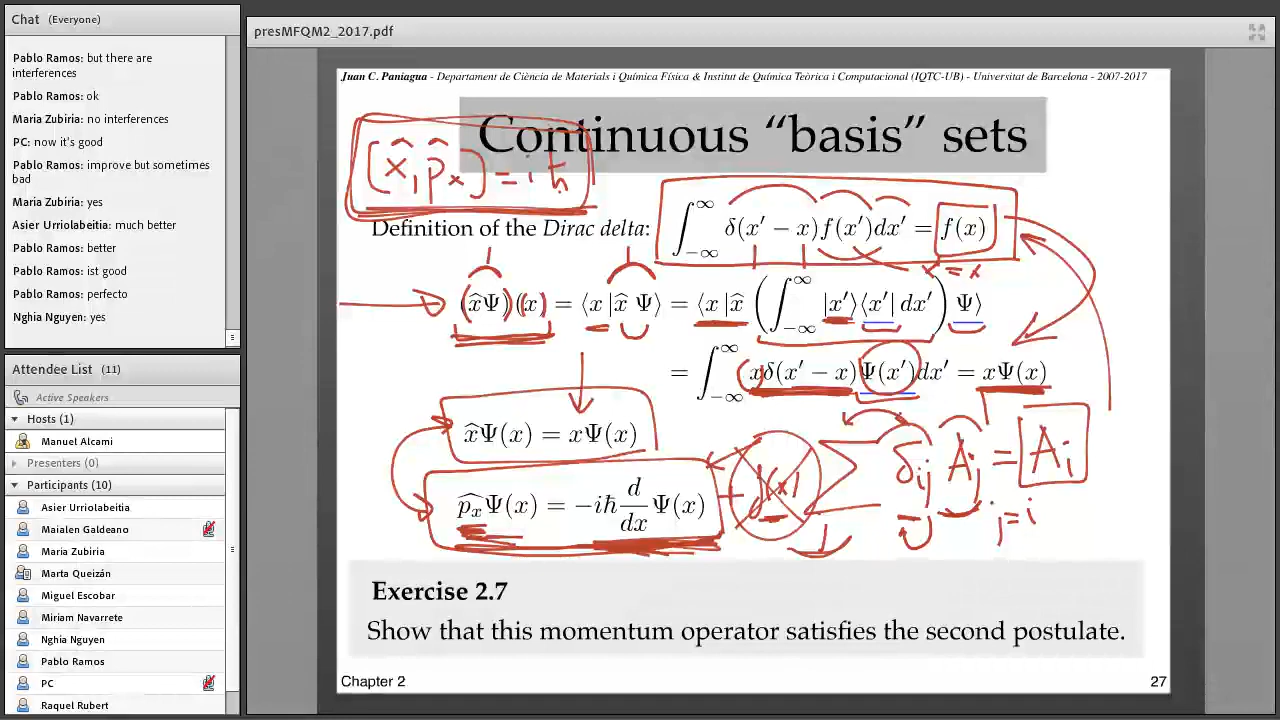 Chat (Everyone)
Pablo Ramos: but there are
interferences
Pablo Ramos: ok
Maria Zubiria: no interferences
PC: now it's good
Pablo Ramos: improve but sometimes
bad
Maria Zubiria: yes
Asier Urriolabeitia: much better
Pablo Ramos: better
Pablo Ramos: ist good
Pablo Ramos: perfecto
Nghia Nguyen: yes
Attendee List (11)
Active Speakers
Hosts (1)
Manuel Alcami
Presenters (0)
Participants (10)
Asier Urriolabeitia
Maialen Galdeano
Maria Zubiria
Marta Queizán
Miguel Escobar
Miriam Navarrete
Nghia Nguyen
Pablo Ramos
PC
Raquel Rubert
presMFQM2_2017.pdf
Juan C. Paniagua - Departament de Ciència de Materials i Química Física & Institut de Química Teòrica i Computacional (IQTC-UB) - Universitat de Barcelona - 2007-2017
Continuous “basis” sets
[x̂, p̂x] = iħ
Definition of the Dirac delta: ∫_{-∞}^{∞} δ(x′ − x)f(x′)dx′ = f(x)
x′ = x
(x̂Ψ)(x) = ⟨x |x̂ Ψ⟩ = ⟨x |x̂ (∫_{-∞}^{∞} |x′⟩⟨x′| dx′) Ψ⟩
= ∫_{-∞}^{∞} xδ(x′ − x)Ψ(x′)dx′ = xΨ(x)
x̂Ψ(x) = xΨ(x)
∑ δij Aj = Ai
j
j=i
p̂xΨ(x) = −iħ d/dx Ψ(x) + f(x)
Exercise 2.7
Show that this momentum operator satisfies the second postulate.
Chapter 2
27